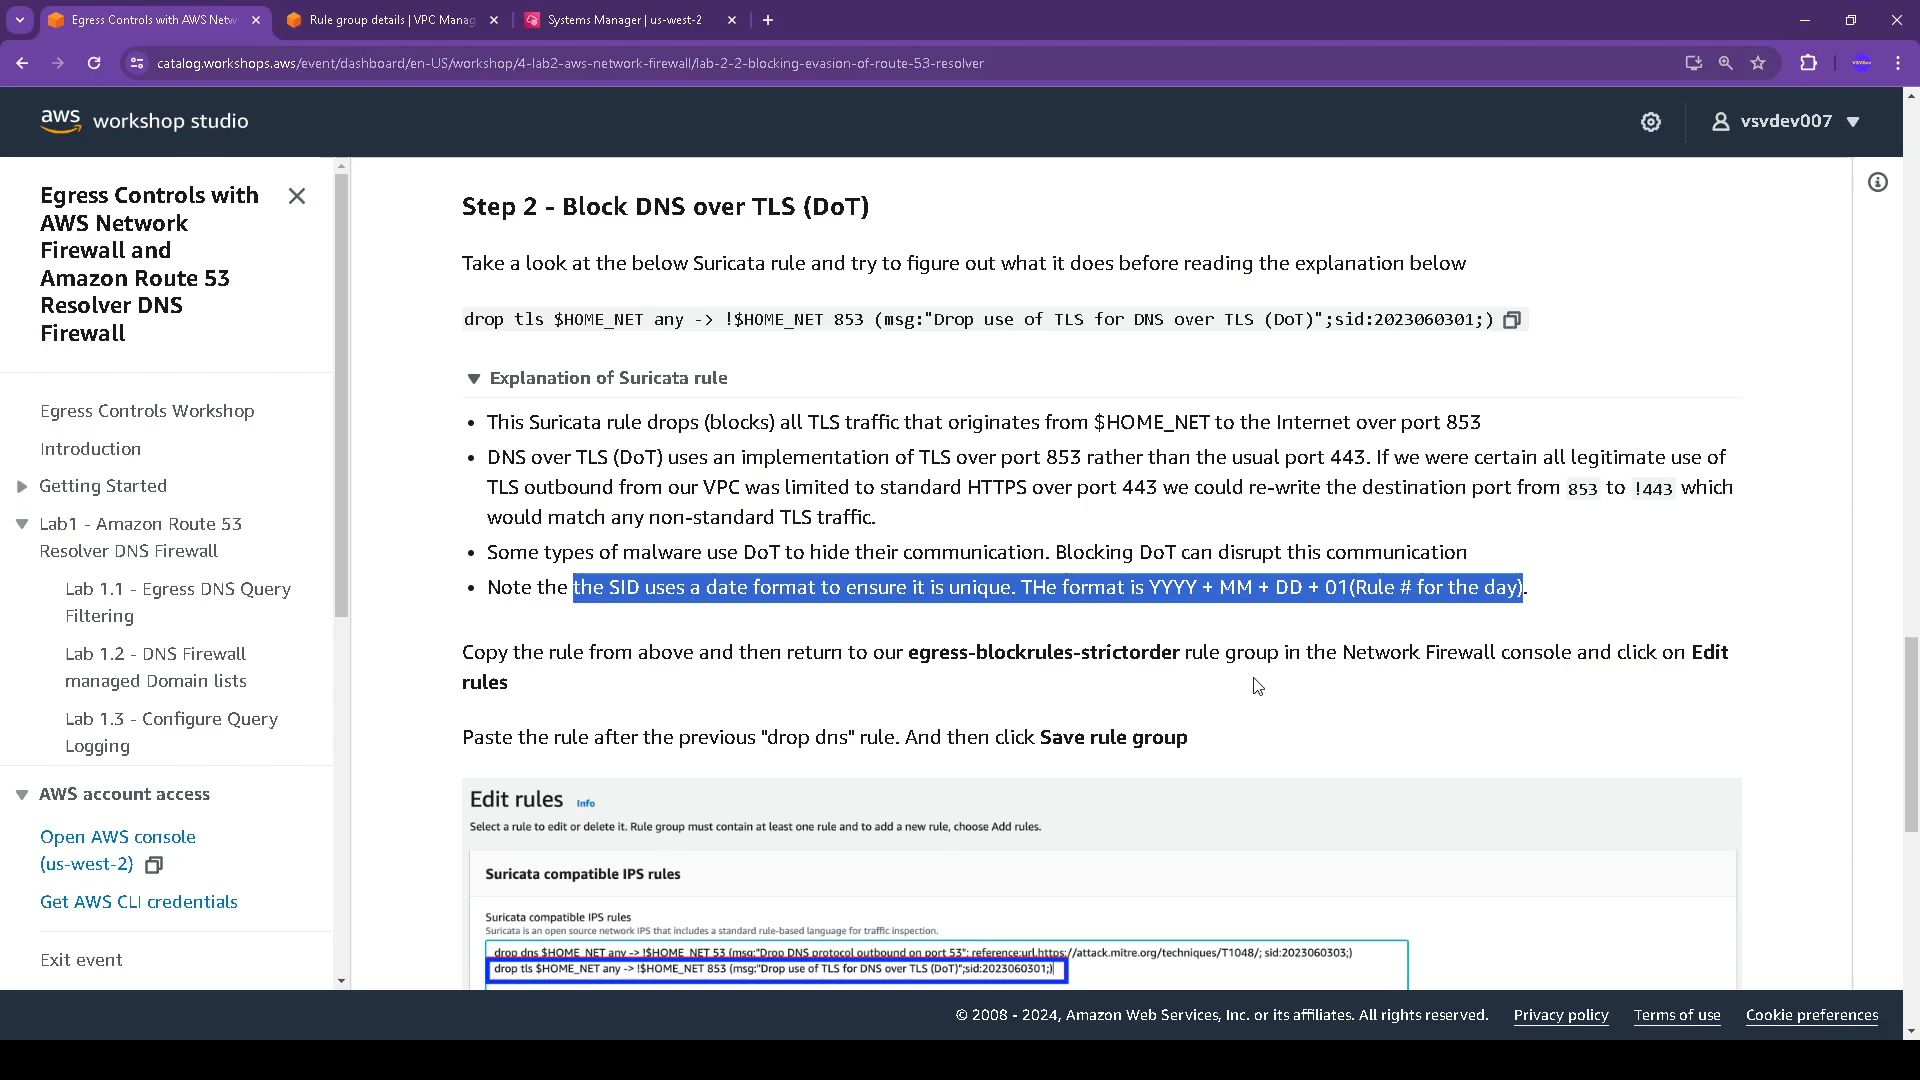 Egress Controls with AWS Netw
Rule group details | VPC Manag
Systems Manager | us-west-2
catalog.workshops.aws/event/dashboard/en-US/workshop/4-lab2-aws-network-firewall/lab-2-2-blocking-evasion-of-route-53-resolver
aws workshop studio
vsvdev007
Egress Controls with
AWS Network
Firewall and
Amazon Route 53
Resolver DNS
Firewall
Egress Controls Workshop
Introduction
Getting Started
Lab1 - Amazon Route 53
Resolver DNS Firewall
Lab 1.1 - Egress DNS Query
Filtering
Lab 1.2 - DNS Firewall
managed Domain lists
Lab 1.3 - Configure Query
Logging
AWS account access
Open AWS console
(us-west-2)
Get AWS CLI credentials
Exit event
Step 2 - Block DNS over TLS (DoT)
Take a look at the below Suricata rule and try to figure out what it does before reading the explanation below
drop tls $HOME_NET any -> !$HOME_NET 853 (msg:"Drop use of TLS for DNS over TLS (DoT)";sid:2023060301;)
Explanation of Suricata rule
• This Suricata rule drops (blocks) all TLS traffic that originates from $HOME_NET to the Internet over port 853
• DNS over TLS (DoT) uses an implementation of TLS over port 853 rather than the usual port 443. If we were certain all legitimate use of
TLS outbound from our VPC was limited to standard HTTPS over port 443 we could re-write the destination port from 853 to !443 which
would match any non-standard TLS traffic.
• Some types of malware use DoT to hide their communication. Blocking DoT can disrupt this communication
• Note the the SID uses a date format to ensure it is unique. THe format is YYYY + MM + DD + 01(Rule # for the day).
Copy the rule from above and then return to our egress-blockrules-strictorder rule group in the Network Firewall console and click on Edit
rules
Paste the rule after the previous "drop dns" rule. And then click Save rule group
Edit rules Info
Select a rule to edit or delete it. Rule group must contain at least one rule and to add a new rule, choose Add rules.
Suricata compatible IPS rules
Suricata compatible IPS rules
Suricata is an open source network IPS that includes a standard rule-based language for traffic inspection.
drop dns $HOME_NET any -> !$HOME_NET 53 (msg:"Drop DNS protocol outbound on port 53"; reference:url,https://attack.mitre.org/techniques/T1048/; sid:2023060303;)
drop tls $HOME_NET any -> !$HOME_NET 853 (msg:"Drop use of TLS for DNS over TLS (DoT)";sid:2023060301;)
© 2008 - 2024, Amazon Web Services, Inc. or its affiliates. All rights reserved. Privacy policy Terms of use Cookie preferences